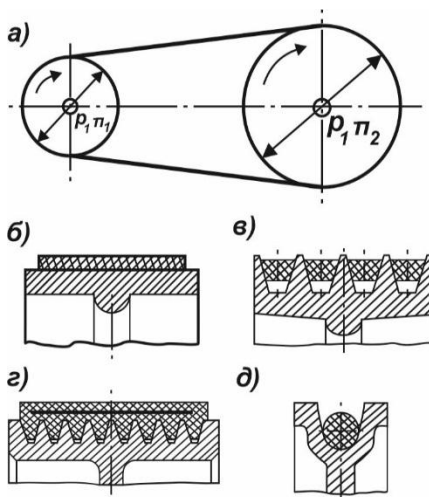 а)
р₁ п₁
р₁ п₂
б)
в)
г)
д)